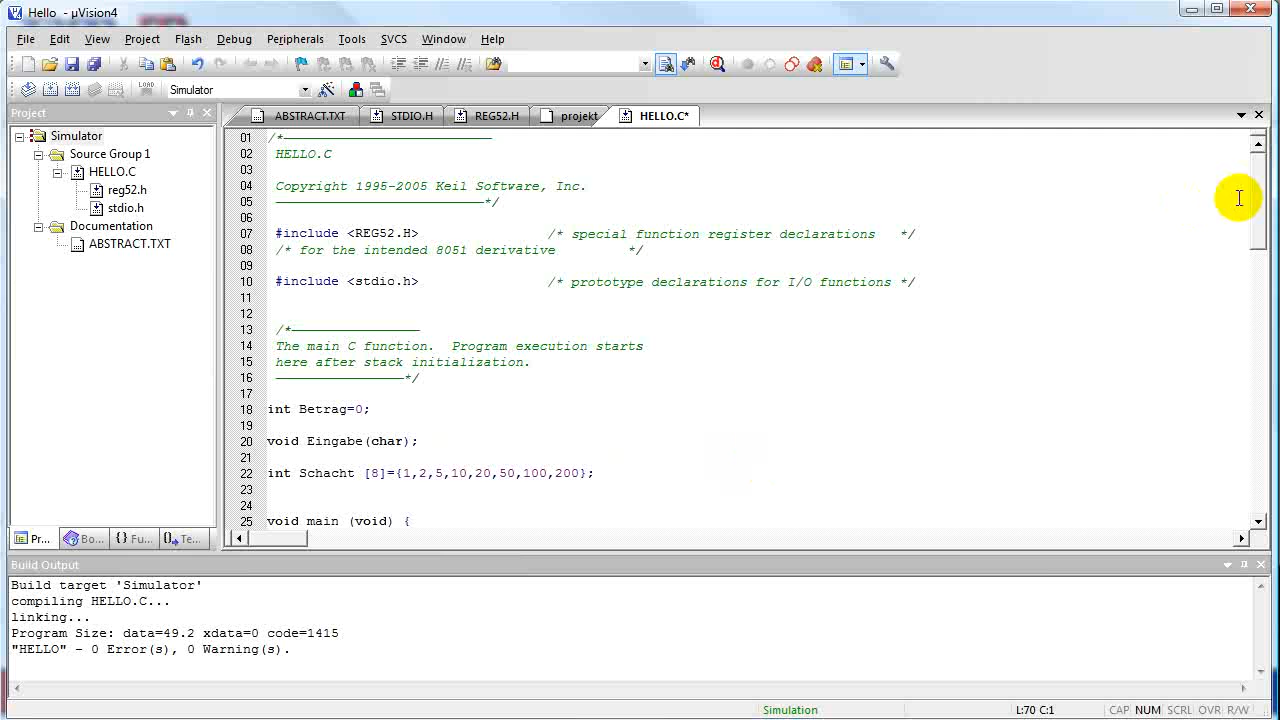 Hello - µVision4
File Edit View Project Flash Debug Peripherals Tools SVCS Window Help
LOAD Simulator
Project
Simulator
Source Group 1
HELLO.C
reg52.h
stdio.h
Documentation
ABSTRACT.TXT
Pr... Bo... {} Fu... Te...
ABSTRACT.TXT STDIO.H REG52.H projekt HELLO.C*
01 /*
02 HELLO.C
03
04 Copyright 1995-2005 Keil Software, Inc.
05 */
06
07 #include <REG52.H> /* special function register declarations */
08 /* for the intended 8051 derivative */
09
10 #include <stdio.h> /* prototype declarations for I/O functions */
11
12
13 /*
14 The main C function. Program execution starts
15 here after stack initialization.
16 */
17
18 int Betrag=0;
19
20 void Eingabe(char);
21
22 int Schacht [8]={1,2,5,10,20,50,100,200};
23
24
25 void main (void) {
Build Output
Build target 'Simulator'
compiling HELLO.C...
linking...
Program Size: data=49.2 xdata=0 code=1415
"HELLO" - 0 Error(s), 0 Warning(s).
Simulation L:70 C:1 CAP NUM SCRL OVR R/W